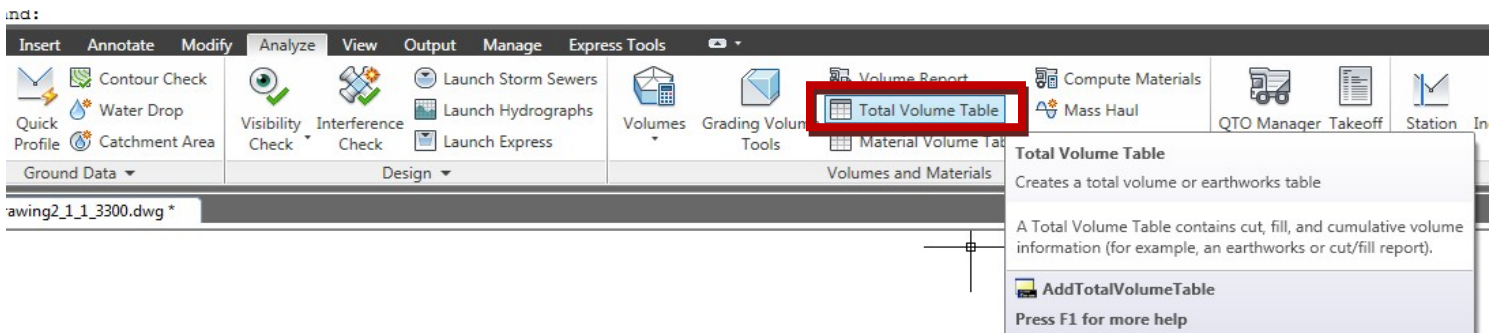 and:
Insert Annotate Modify Analyze View Output Manage Express Tools
Contour Check
Water Drop
Catchment Area
Quick
Profile
Visibility
Check
Interference
Check
Launch Storm Sewers
Launch Hydrographs
Launch Express
Volumes
Grading Volum
Tools
Volume Report
Total Volume Table
Material Volume Tab
Compute Materials
Mass Haul
QTO Manager
Takeoff
Station
In
Ground Data
Design
Volumes and Materials
rawing2_1_1_3300.dwg *
Total Volume Table
Creates a total volume or earthworks table
A Total Volume Table contains cut, fill, and cumulative volume
information (for example, an earthworks or cut/fill report).
AddTotalVolumeTable
Press F1 for more help